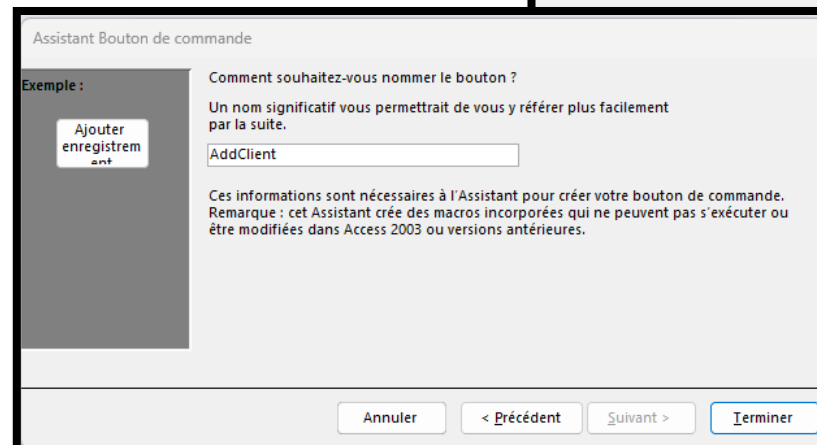 Assistant Bouton de commande
Exemple :
Ajouter
enregistrem
ent
Comment souhaitez-vous nommer le bouton ?
Un nom significatif vous permettrait de vous y référer plus facilement
par la suite.
AddClient
Ces informations sont nécessaires à l'Assistant pour créer votre bouton de commande.
Remarque : cet Assistant crée des macros incorporées qui ne peuvent pas s'exécuter ou
être modifiées dans Access 2003 ou versions antérieures.
Annuler
< Précédent
Suivant >
Terminer